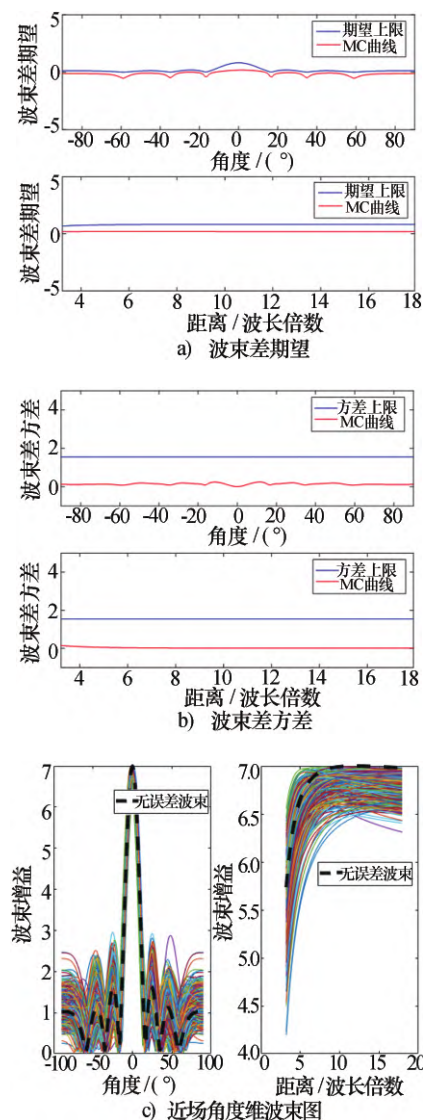 5
0
-5
波束差期望
期望上限
MC曲线
-80 -60 -40 -20 0 20 40 60 80
角度/(°)
5
0
-5
波束差期望
期望上限
MC曲线
4 6 8 10 12 14 16 18
距离/波长倍数
a) 波束差期望
4
2
0
波束差方差
方差上限
MC曲线
-80 -60 -40 -20 0 20 40 60 80
角度/(°)
4
2
0
波束差方差
方差上限
MC曲线
4 6 8 10 12 14 16 18
距离/波长倍数
b) 波束差方差
7
6
5
4
3
2
1
0
波束增益
无误差波束
-100 -50 0 50 100
角度/(°)
7.0
6.5
6.0
5.5
5.0
4.5
4.0
波束增益
无误差波束
0 5 10 15 20
距离/波长倍数
c) 近场角度维波束图